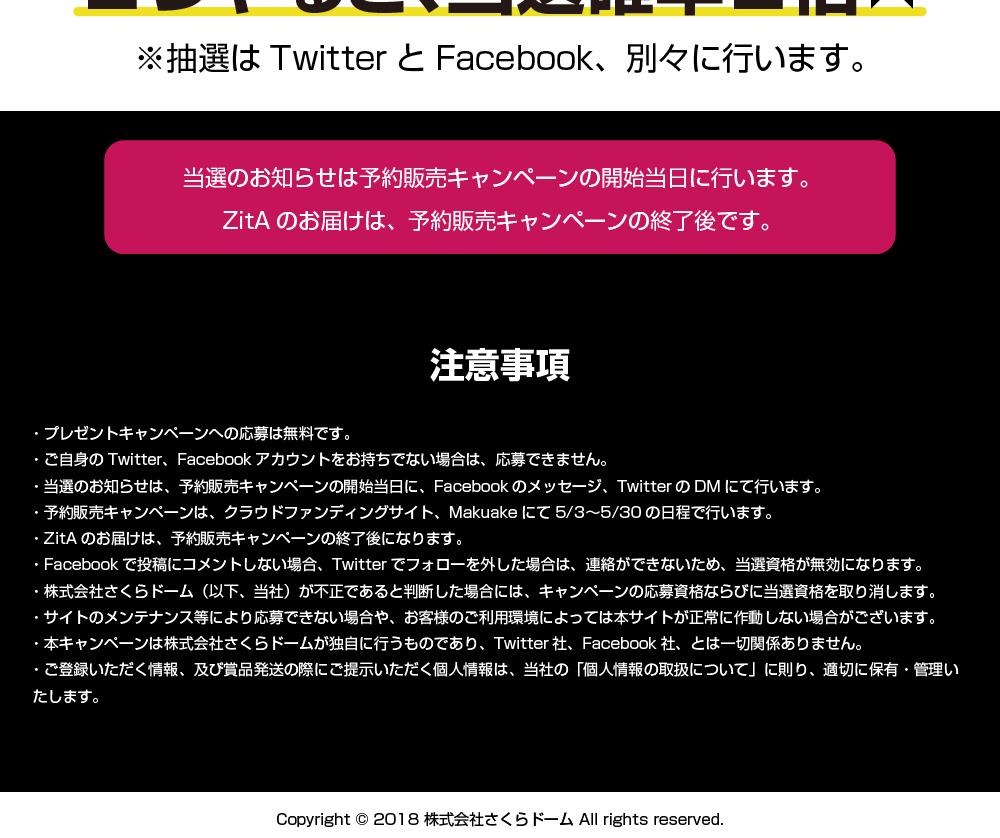 ※抽選は Twitter と Facebook、別々に行います。
当選のお知らせは予約販売キャンペーンの開始当日に行います。
ZitA のお届けは、予約販売キャンペーンの終了後です。
注意事項
・プレゼントキャンペーンへの応募は無料です。
・ご自身の Twitter、Facebook アカウントをお持ちでない場合は、応募できません。
・当選のお知らせは、予約販売キャンペーンの開始当日に、Facebook のメッセージ、Twitter の DM にて行います。
・予約販売キャンペーンは、クラウドファンディングサイト、Makuake にて 5/3〜5/30 の日程で行います。
・ZitA のお届けは、予約販売キャンペーンの終了後になります。
・Facebook で投稿にコメントしない場合、Twitter でフォローを外した場合は、連絡ができないため、当選資格が無効になります。
・株式会社さくらドーム（以下、当社）が不正であると判断した場合には、キャンペーンの応募資格ならびに当選資格を取り消します。
・サイトのメンテナンス等により応募できない場合や、お客様のご利用環境によっては本サイトが正常に作動しない場合がございます。
・本キャンペーンは株式会社さくらドームが独自に行うものであり、Twitter 社、Facebook 社、とは一切関係ありません。
・ご登録いただく情報、及び賞品発送の際にご提示いただく個人情報は、当社の「個人情報の取扱について」に則り、適切に保有・管理い
たします。
Copyright © 2018 株式会社さくらドーム All rights reserved.